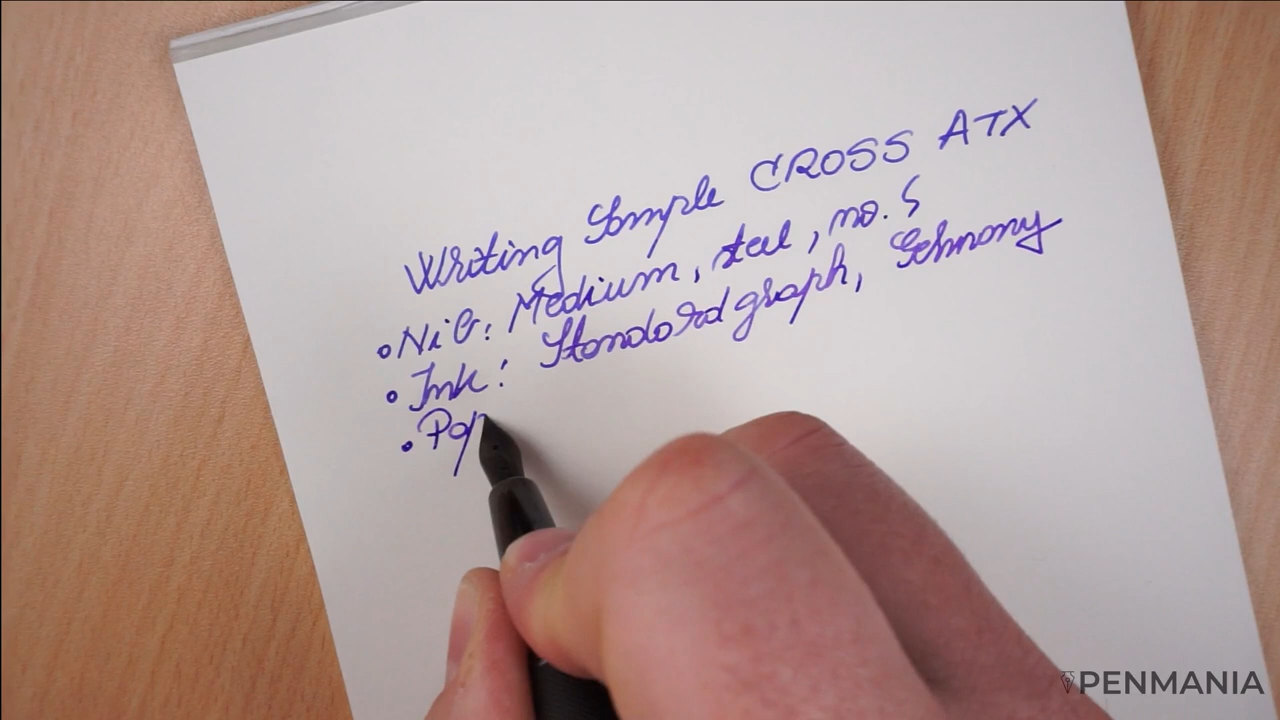 Writing Sample CROSS ATX
• Nib: Medium, steel, no. 5
• Ink: Standardgraph, Germany
• Pap
PENMANIA